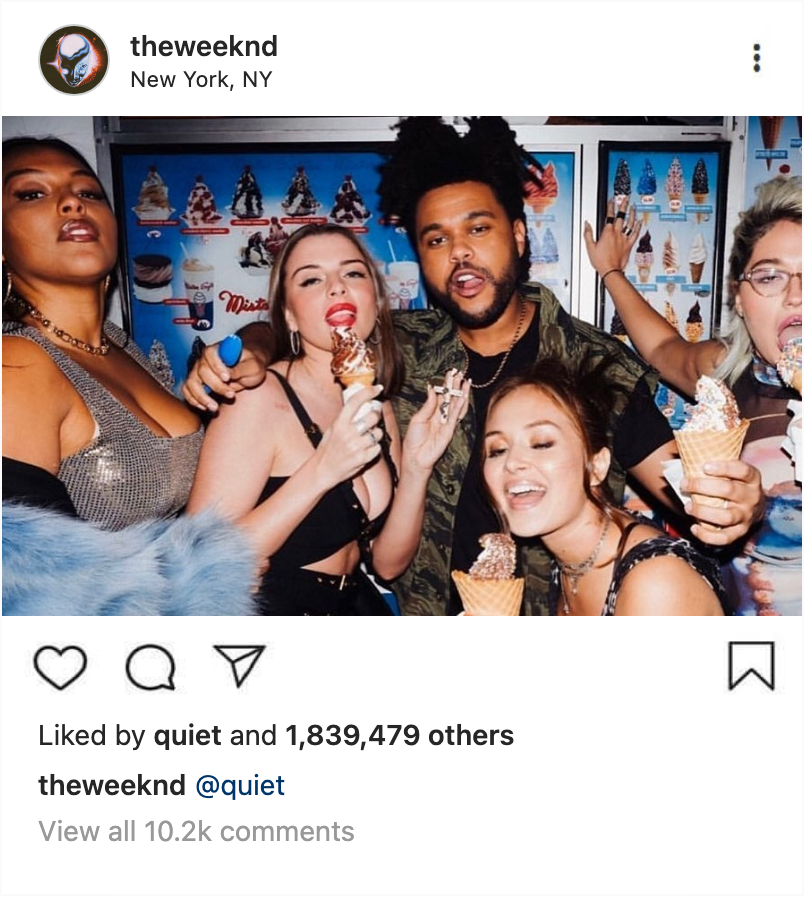 theweeknd
New York, NY
Mista
Liked by quiet and 1,839,479 others
theweeknd @quiet
View all 10.2k comments